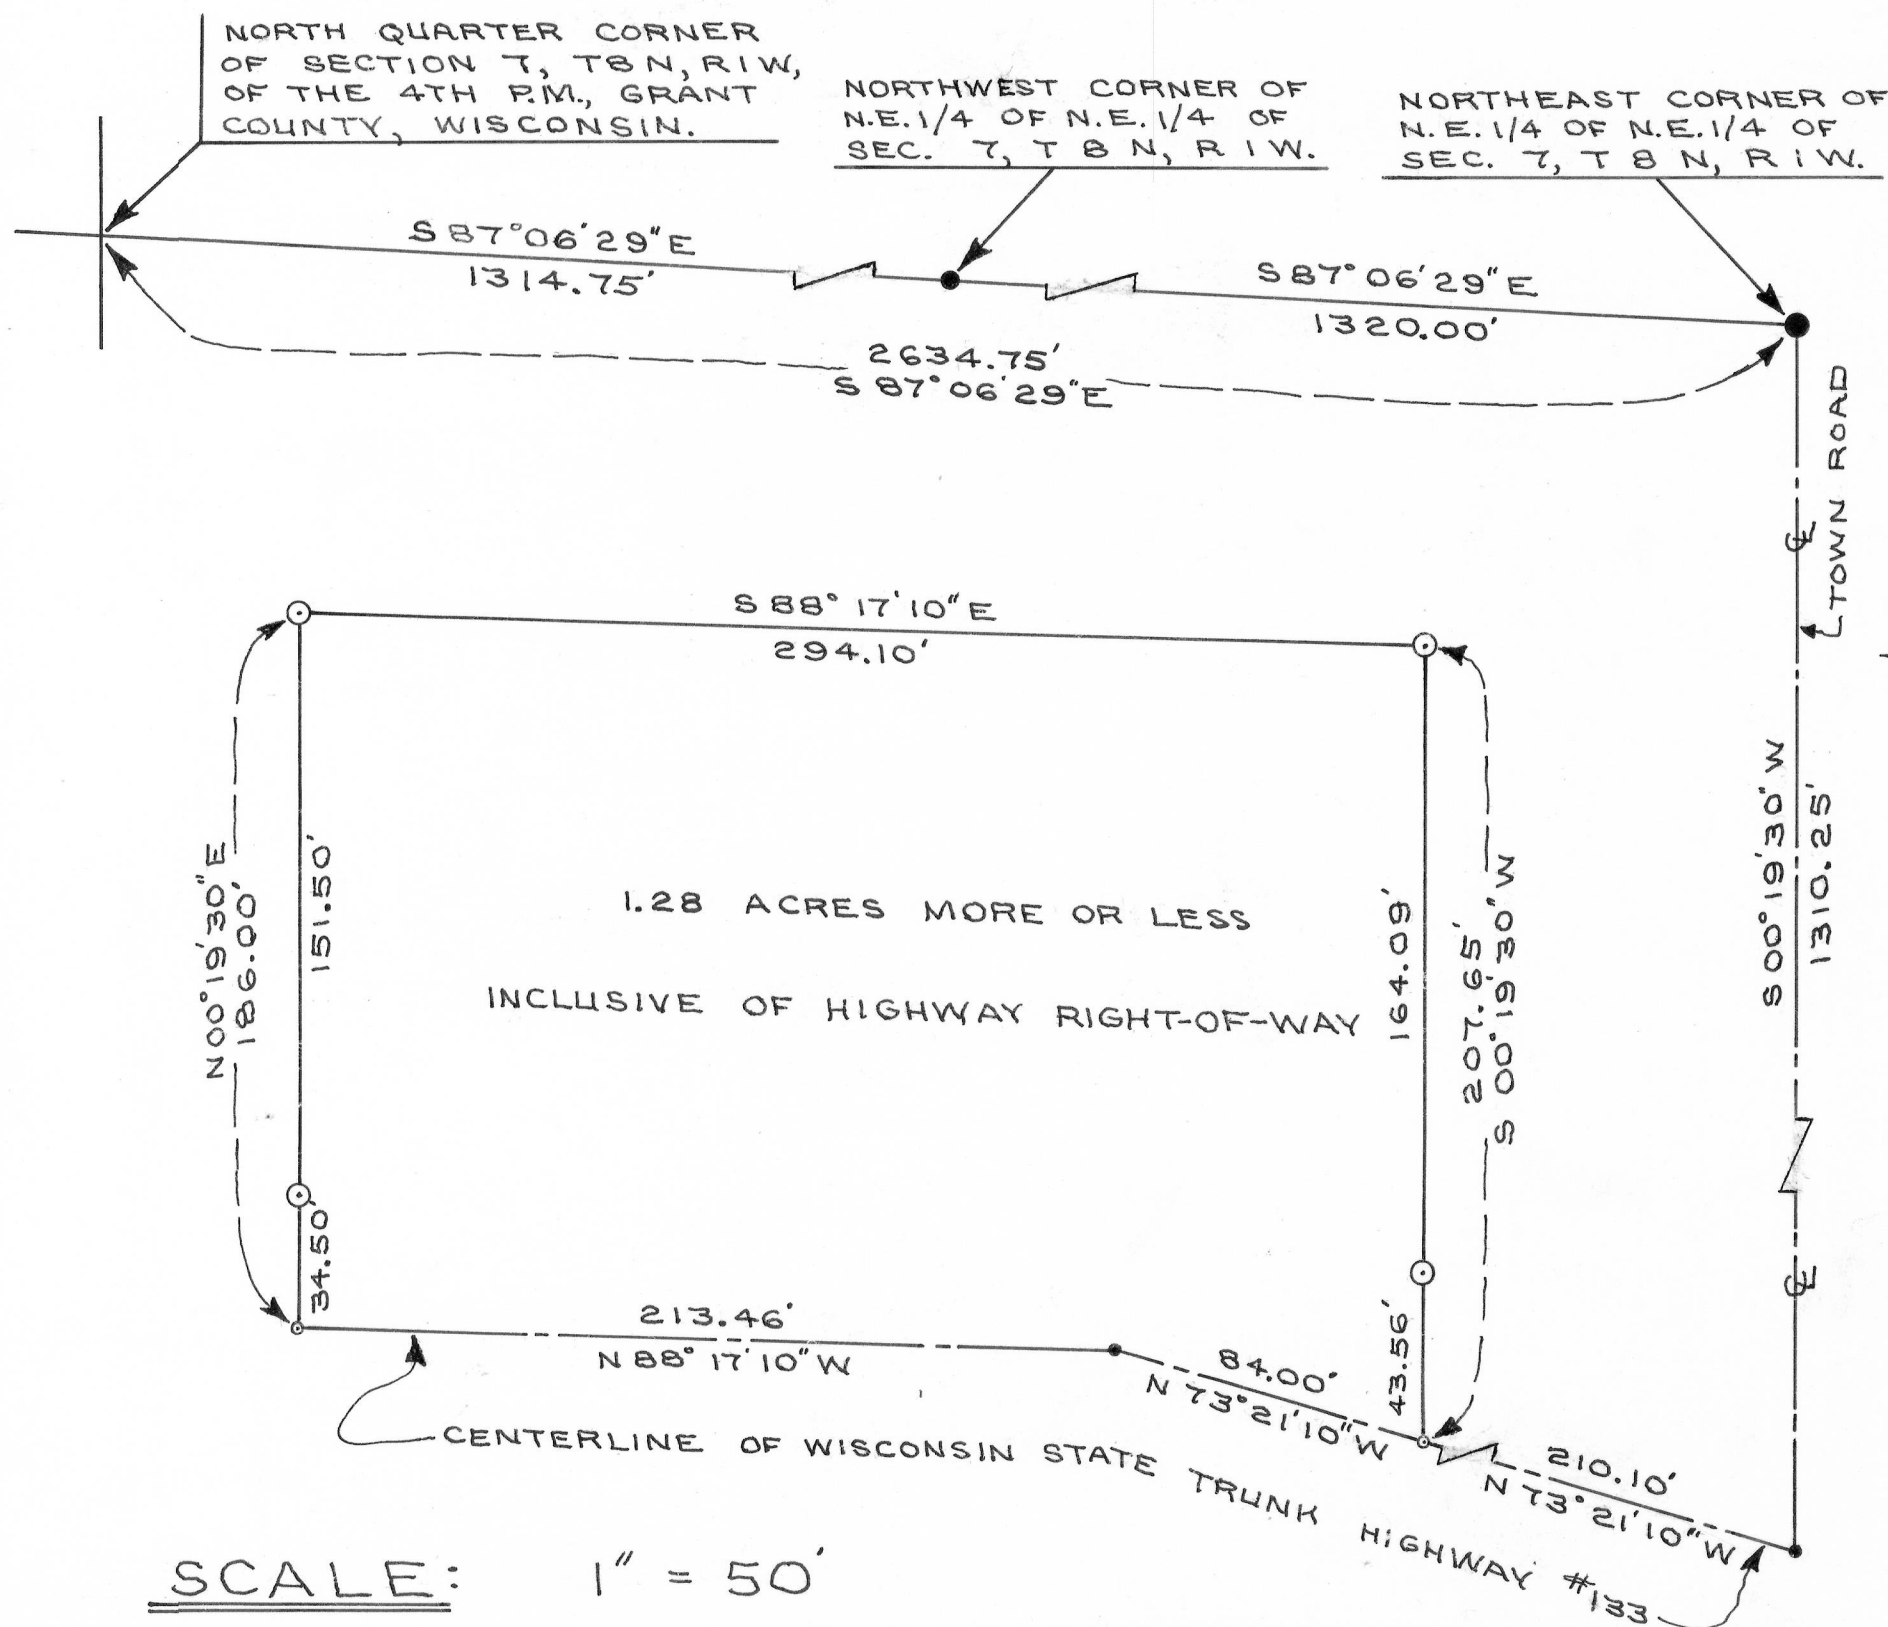 NORTH QUARTER CORNER
OF SECTION 7, T8N, R1W,
OF THE 4TH P.M., GRANT
COUNTY, WISCONSIN.
NORTHWEST CORNER OF
N.E. 1/4 OF N.E. 1/4 OF
SEC. 7, T 8 N, R 1 W.
NORTHEAST CORNER OF
N.E. 1/4 OF N.E. 1/4 OF
SEC. 7, T 8 N, R 1 W.
S 87° 06' 29" E
1314.75'
S 87° 06' 29" E
1320.00'
2634.75'
S 87° 06' 29" E
TOWN ROAD
℄
S 88° 17' 10" E
294.10'
N 00° 19' 30" E
186.00'
151.50'
34.50'
1.28 ACRES MORE OR LESS
INCLUSIVE OF HIGHWAY RIGHT-OF-WAY
164.09'
43.56'
207.65'
S 00° 19' 30" W
S 00° 19' 30" W
1310.25'
℄
213.46'
N 88° 17' 10" W
84.00'
N 73° 21' 10" W
210.10'
N 73° 21' 10" W
CENTERLINE OF WISCONSIN STATE TRUNK HIGHWAY #133
SCALE: 1" = 50'